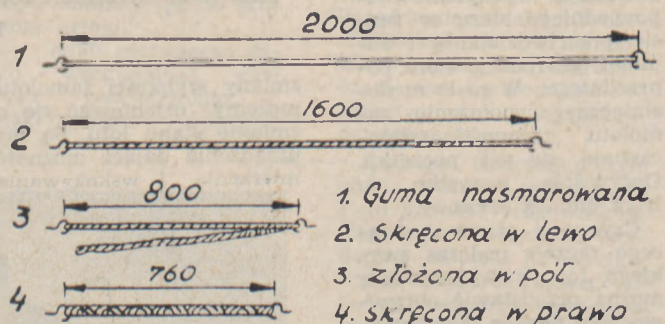 2000
1
1600
2
800
3
760
4
1. Guma nasmarowana
2. Skręcona w lewo
3. złożona w pół
4. skręcona w prawo